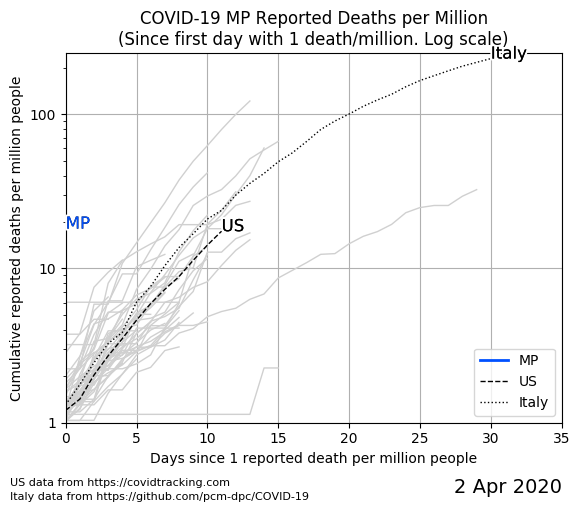 COVID-19 MP Reported Deaths per Million
(Since first day with 1 death/million. Log scale)
Italy
100
MP
US
10
1
Cumulative reported deaths per million people
MP
US
Italy
0 5 10 15 20 25 30 35
Days since 1 reported death per million people
US data from https://covidtracking.com
Italy data from https://github.com/pcm-dpc/COVID-19
2 Apr 2020